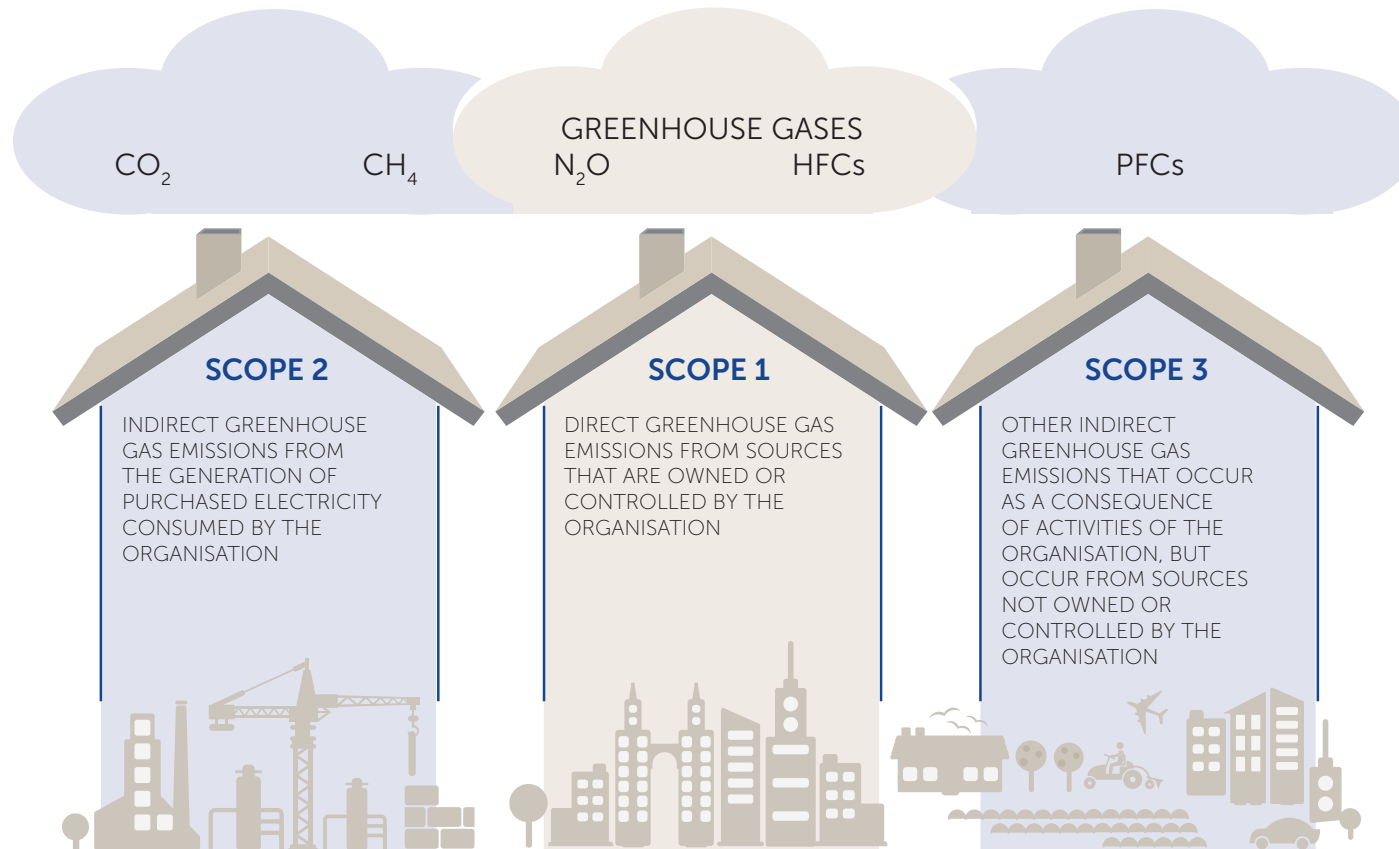 GREENHOUSE GASES
CO₂ CH₄ N₂O HFCs PFCs
SCOPE 2
INDIRECT GREENHOUSE
GAS EMISSIONS FROM
THE GENERATION OF
PURCHASED ELECTRICITY
CONSUMED BY THE
ORGANISATION
SCOPE 1
DIRECT GREENHOUSE GAS
EMISSIONS FROM SOURCES
THAT ARE OWNED OR
CONTROLLED BY THE
ORGANISATION
SCOPE 3
OTHER INDIRECT
GREENHOUSE GAS
EMISSIONS THAT OCCUR
AS A CONSEQUENCE
OF ACTIVITIES OF THE
ORGANISATION, BUT
OCCUR FROM SOURCES
NOT OWNED OR
CONTROLLED BY THE
ORGANISATION